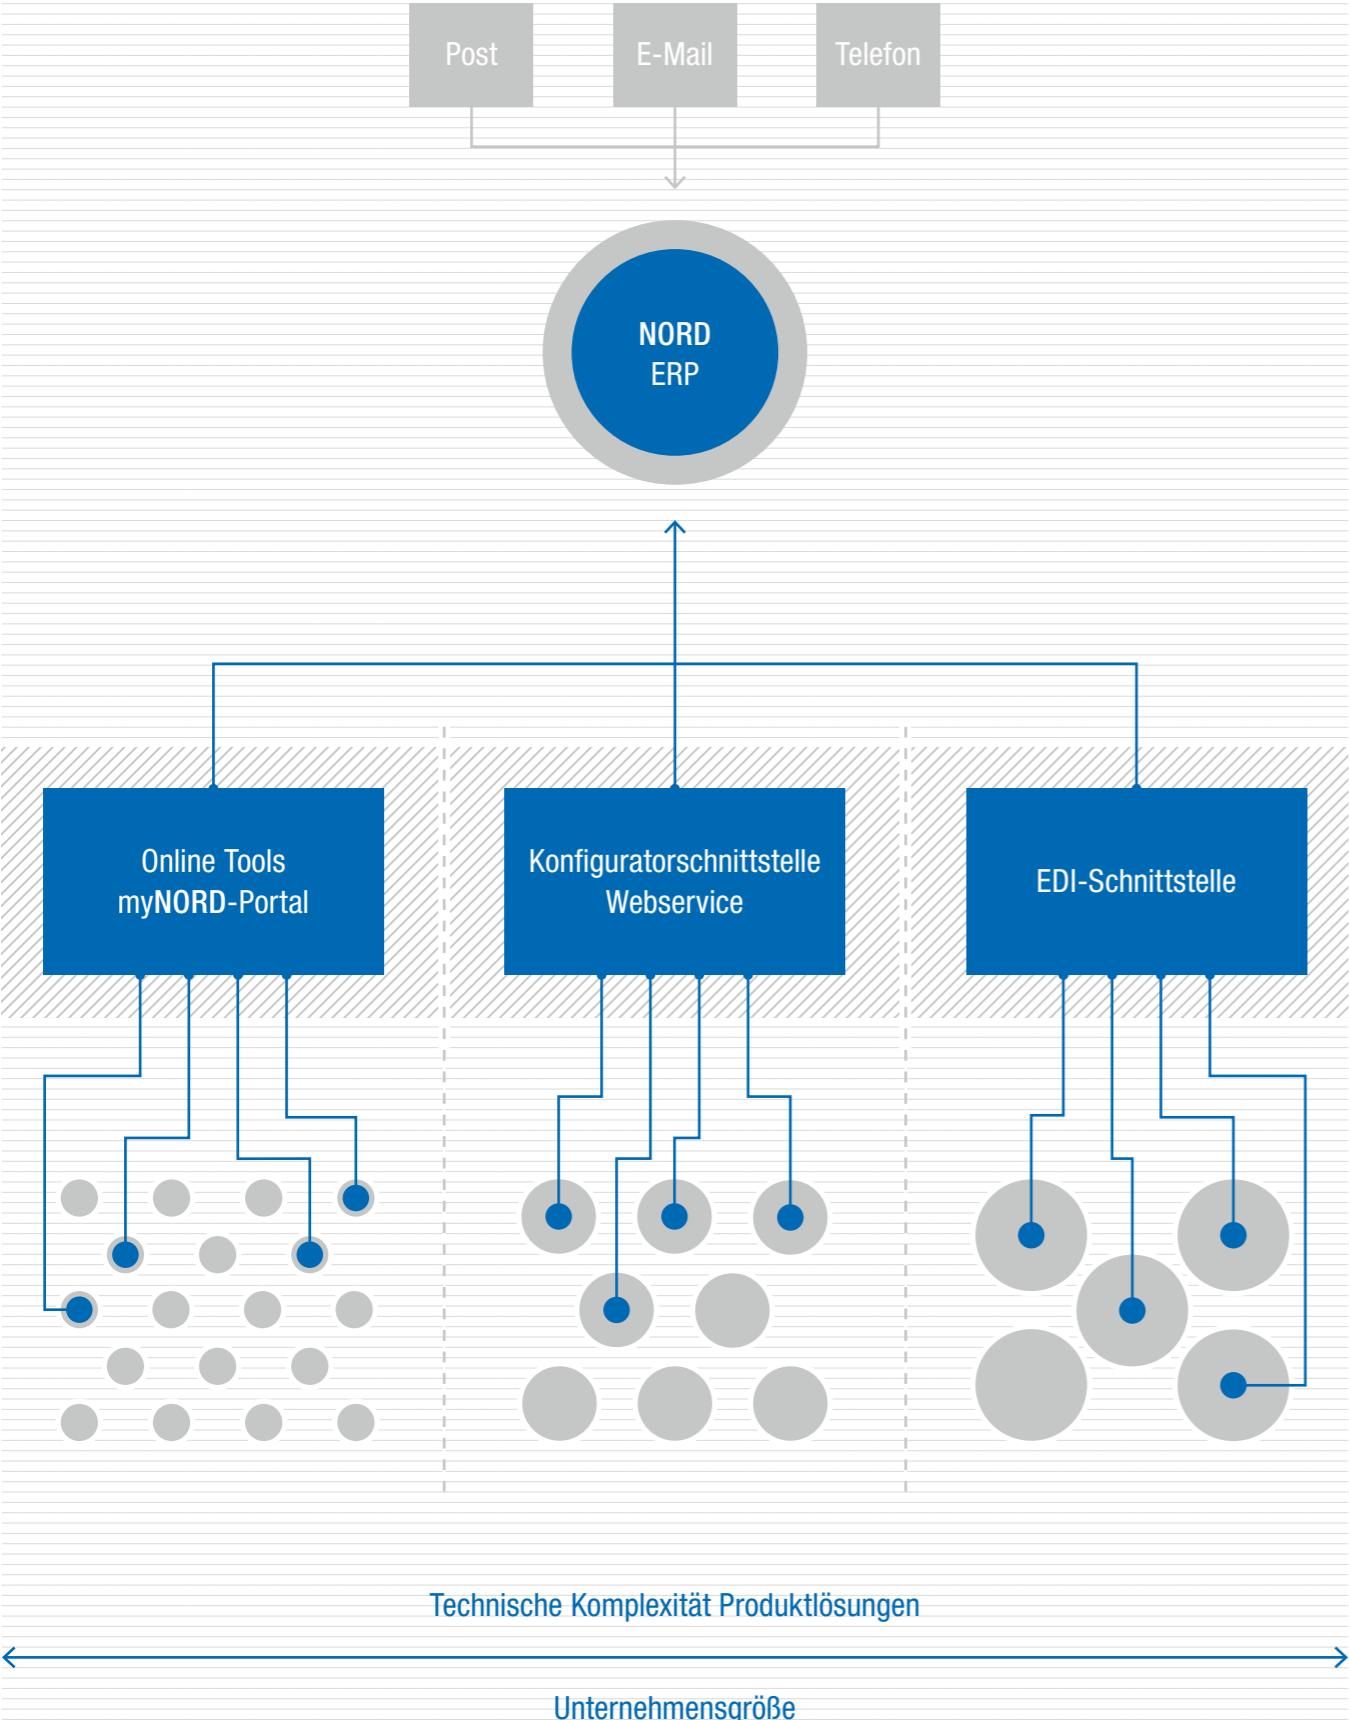 Post
E-Mail
Telefon
NORD
ERP
Online Tools
myNORD-Portal
Konfiguratorschnittstelle
Webservice
EDI-Schnittstelle
Technische Komplexität Produktlösungen
Unternehmensgröße